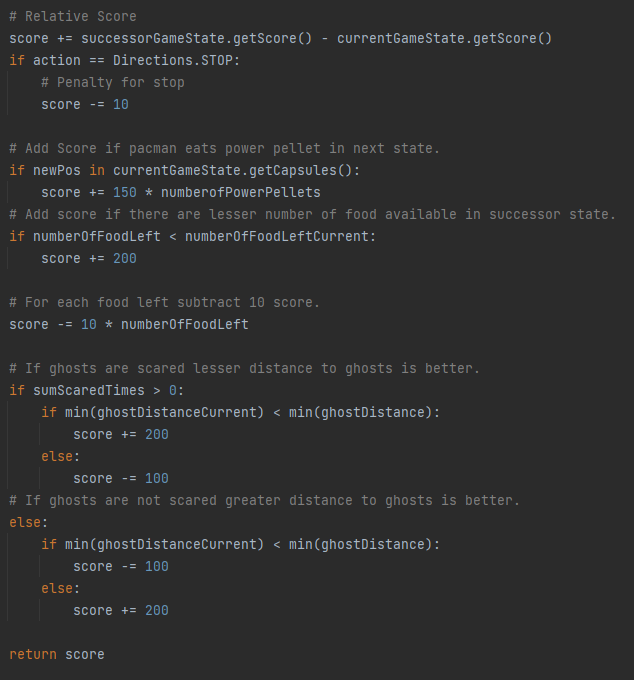 # Relative Score
score += successorGameState.getScore() - currentGameState.getScore()
if action == Directions.STOP:
    # Penalty for stop
    score -= 10

# Add Score if pacman eats power pellet in next state.
if newPos in currentGameState.getCapsules():
    score += 150 * numberofPowerPellets
# Add score if there are lesser number of food available in successor state.
if numberOfFoodLeft < numberOfFoodLeftCurrent:
    score += 200

# For each food left subtract 10 score.
score -= 10 * numberOfFoodLeft

# If ghosts are scared lesser distance to ghosts is better.
if sumScaredTimes > 0:
    if min(ghostDistanceCurrent) < min(ghostDistance):
        score += 200
    else:
        score -= 100
# If ghosts are not scared greater distance to ghosts is better.
else:
    if min(ghostDistanceCurrent) < min(ghostDistance):
        score -= 100
    else:
        score += 200

return score